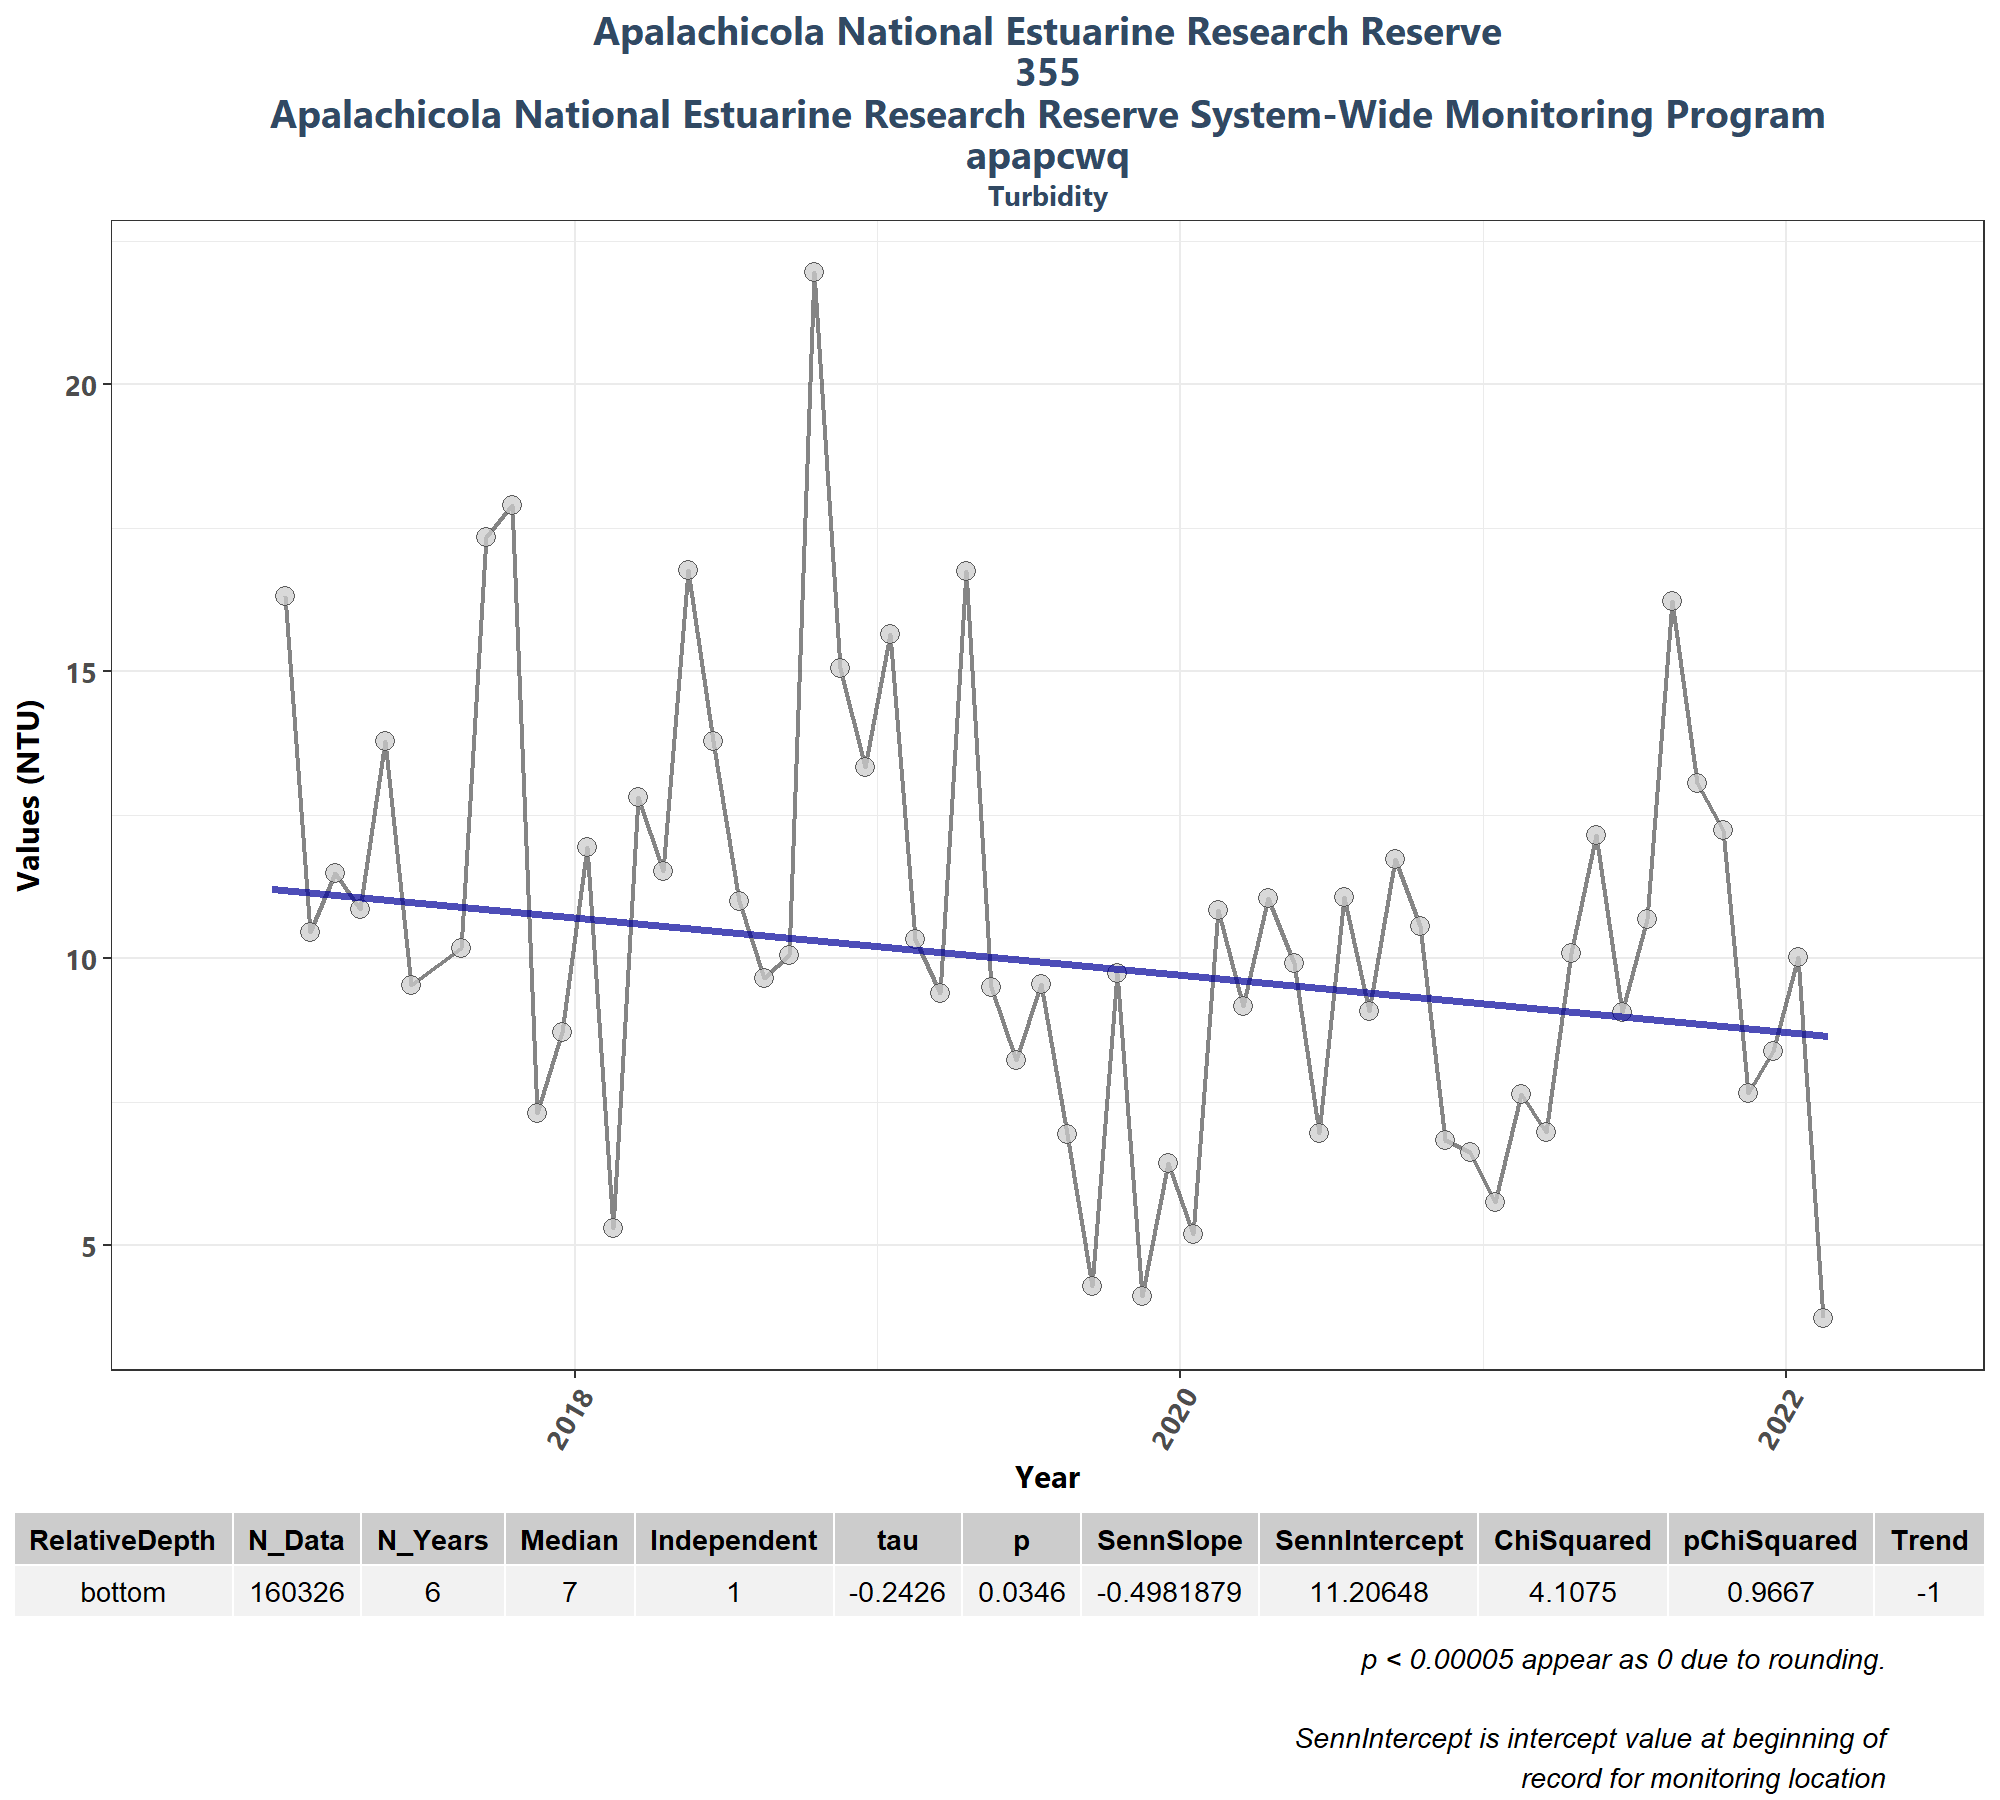 Apalachicola National Estuarine Research Reserve
355
Apalachicola National Estuarine Research Reserve System-Wide Monitoring Program
apapcwq
Turbidity
Values (NTU)
20
15
10
5
2018
2020
2022
Year
RelativeDepth N_Data N_Years Median Independent tau p SennSlope SennIntercept ChiSquared pChiSquared Trend
bottom 160326 6 7 1 -0.2426 0.0346 -0.4981879 11.20648 4.1075 0.9667 -1
p < 0.00005 appear as 0 due to rounding.
SennIntercept is intercept value at beginning of
record for monitoring location